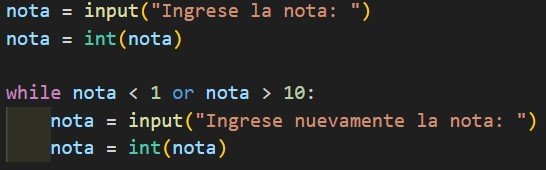 nota = input("Ingrese la nota: ")
nota = int(nota)
while nota < 1 or nota > 10:
    nota = input("Ingrese nuevamente la nota: ")
    nota = int(nota)